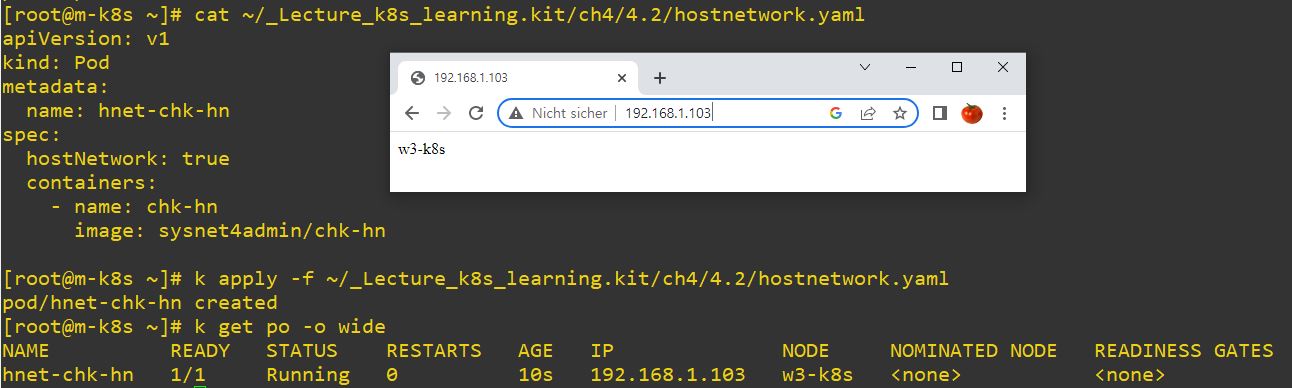 [root@m-k8s ~]# cat ~/_Lecture_k8s_learning.kit/ch4/4.2/hostnetwork.yaml
apiVersion: v1
kind: Pod
metadata:
  name: hnet-chk-hn
spec:
  hostNetwork: true
  containers:
    - name: chk-hn
      image: sysnet4admin/chk-hn
192.168.1.103
Nicht sicher | 192.168.1.103
w3-k8s
[root@m-k8s ~]# k apply -f ~/_Lecture_k8s_learning.kit/ch4/4.2/hostnetwork.yaml
pod/hnet-chk-hn created
[root@m-k8s ~]# k get po -o wide
NAME          READY   STATUS    RESTARTS   AGE   IP              NODE     NOMINATED NODE   READINESS GATES
hnet-chk-hn   1/1     Running   0          10s   192.168.1.103   w3-k8s   <none>           <none>